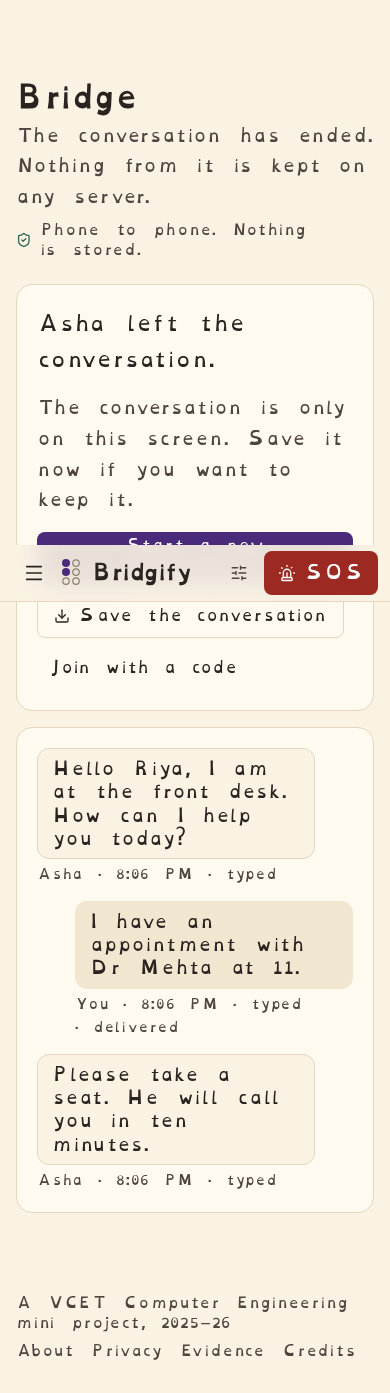 Bridge
The conversation has ended.
Nothing from it is kept on
any server.
Phone to phone. Nothing
is stored.
Asha left the
conversation.
The conversation is only
on this screen. Save it
now if you want to
keep it.
Start a new
Bridgify
SOS
Save the conversation
Join with a code
Hello Riya, I am
at the front desk.
How can I help
you today?
Asha · 8:06 PM · typed
I have an
appointment with
Dr Mehta at 11.
You · 8:06 PM · typed
· delivered
Please take a
seat. He will call
you in ten
minutes.
Asha · 8:06 PM · typed
A VCET Computer Engineering
mini project, 2025–26
About Privacy Evidence Credits